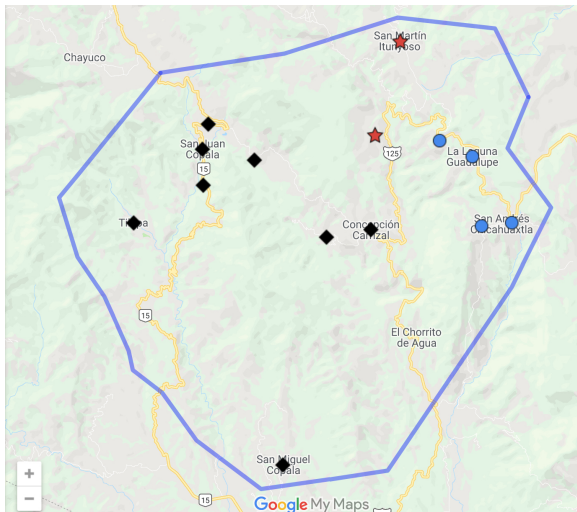 San Martín
Itunyoso
Chayuco
San Juan
Copala
15
125
La Laguna
Guadalupe
Concepción
Carrizal
San Andrés
Chicahuaxtla
15
El Chorrito
de Agua
San Miguel
Copala
+
−
15
Google My Maps